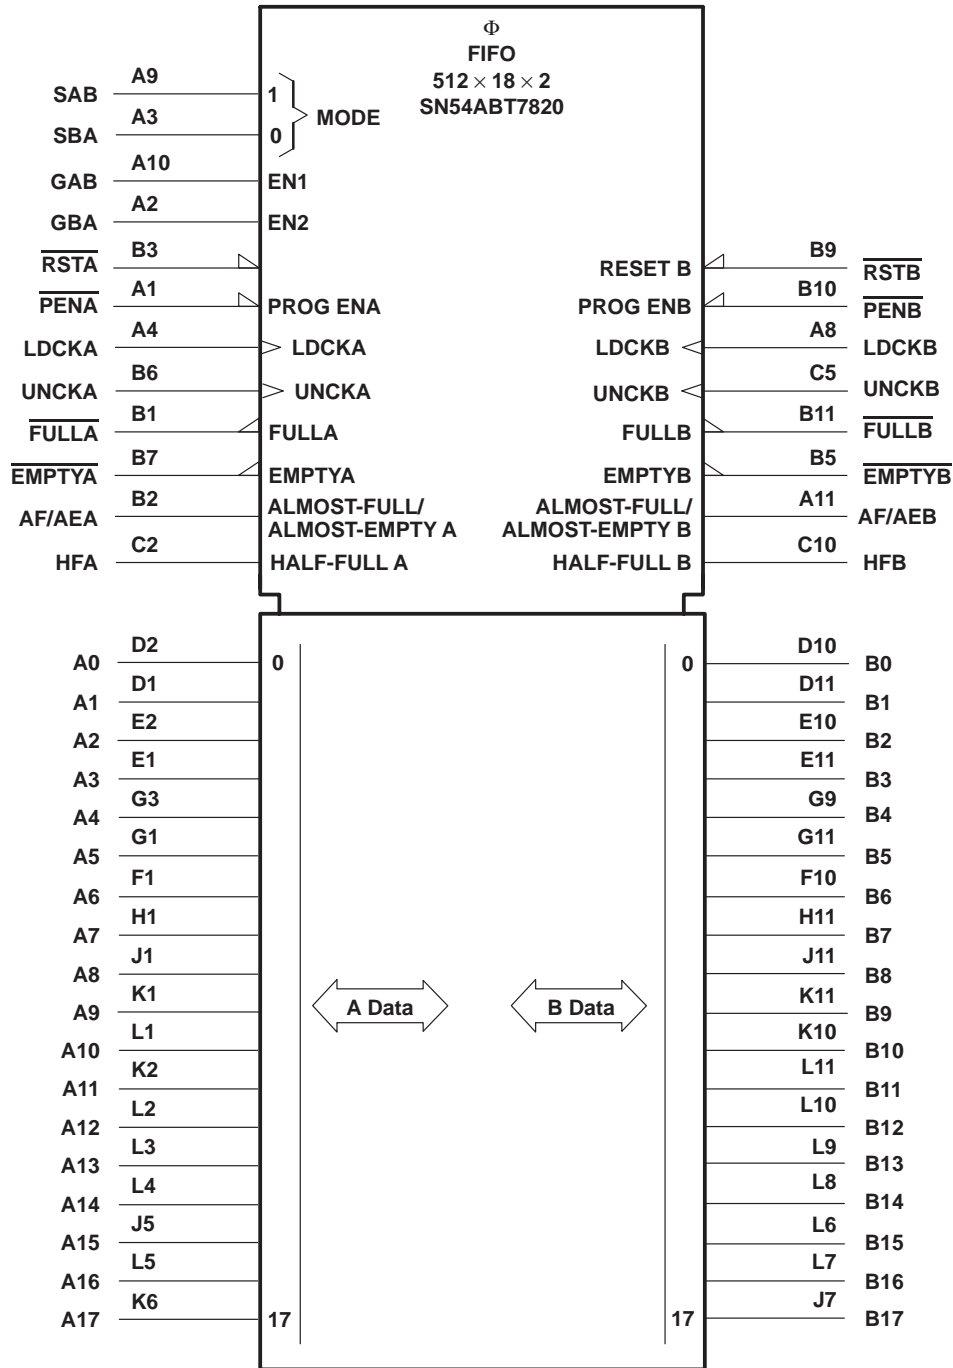 Φ
FIFO
512 × 18 × 2
SN54ABT7820
SAB A9 1
SBA A3 0
MODE
GAB A10 EN1
GBA A2 EN2
RSTA B3 RESET B B9 RSTB
PENA A1 PROG ENA PROG ENB B10 PENB
LDCKA A4 LDCKA LDCKB A8 LDCKB
UNCKA B6 UNCKA UNCKB C5 UNCKB
FULLA B1 FULLA FULLB B11 FULLB
EMPTYA B7 EMPTYA EMPTYB B5 EMPTYB
AF/AEA B2 ALMOST-FULL/ ALMOST-FULL/ A11 AF/AEB
ALMOST-EMPTY A ALMOST-EMPTY B
HFA C2 HALF-FULL A HALF-FULL B C10 HFB
A0 D2 0 0 D10 B0
A1 D1 D11 B1
A2 E2 E10 B2
A3 E1 E11 B3
A4 G3 G9 B4
A5 G1 G11 B5
A6 F1 F10 B6
A7 H1 H11 B7
A8 J1 J11 B8
A9 K1 A Data B Data K11 B9
A10 L1 K10 B10
A11 K2 L11 B11
A12 L2 L10 B12
A13 L3 L9 B13
A14 L4 L8 B14
A15 J5 L6 B15
A16 L5 L7 B16
A17 K6 17 17 J7 B17